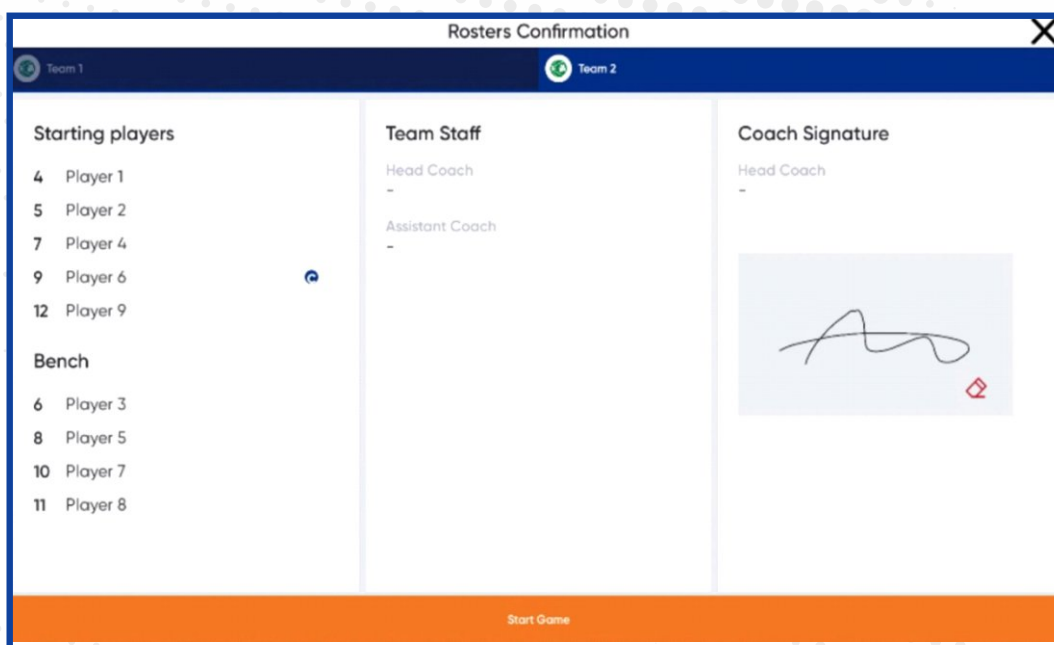 Rosters Confirmation
Team 1
Team 2
Starting players
4 Player 1
5 Player 2
7 Player 4
9 Player 6
12 Player 9
Bench
6 Player 3
8 Player 5
10 Player 7
11 Player 8
Team Staff
Head Coach
-
Assistant Coach
-
Coach Signature
Head Coach
-
Start Game